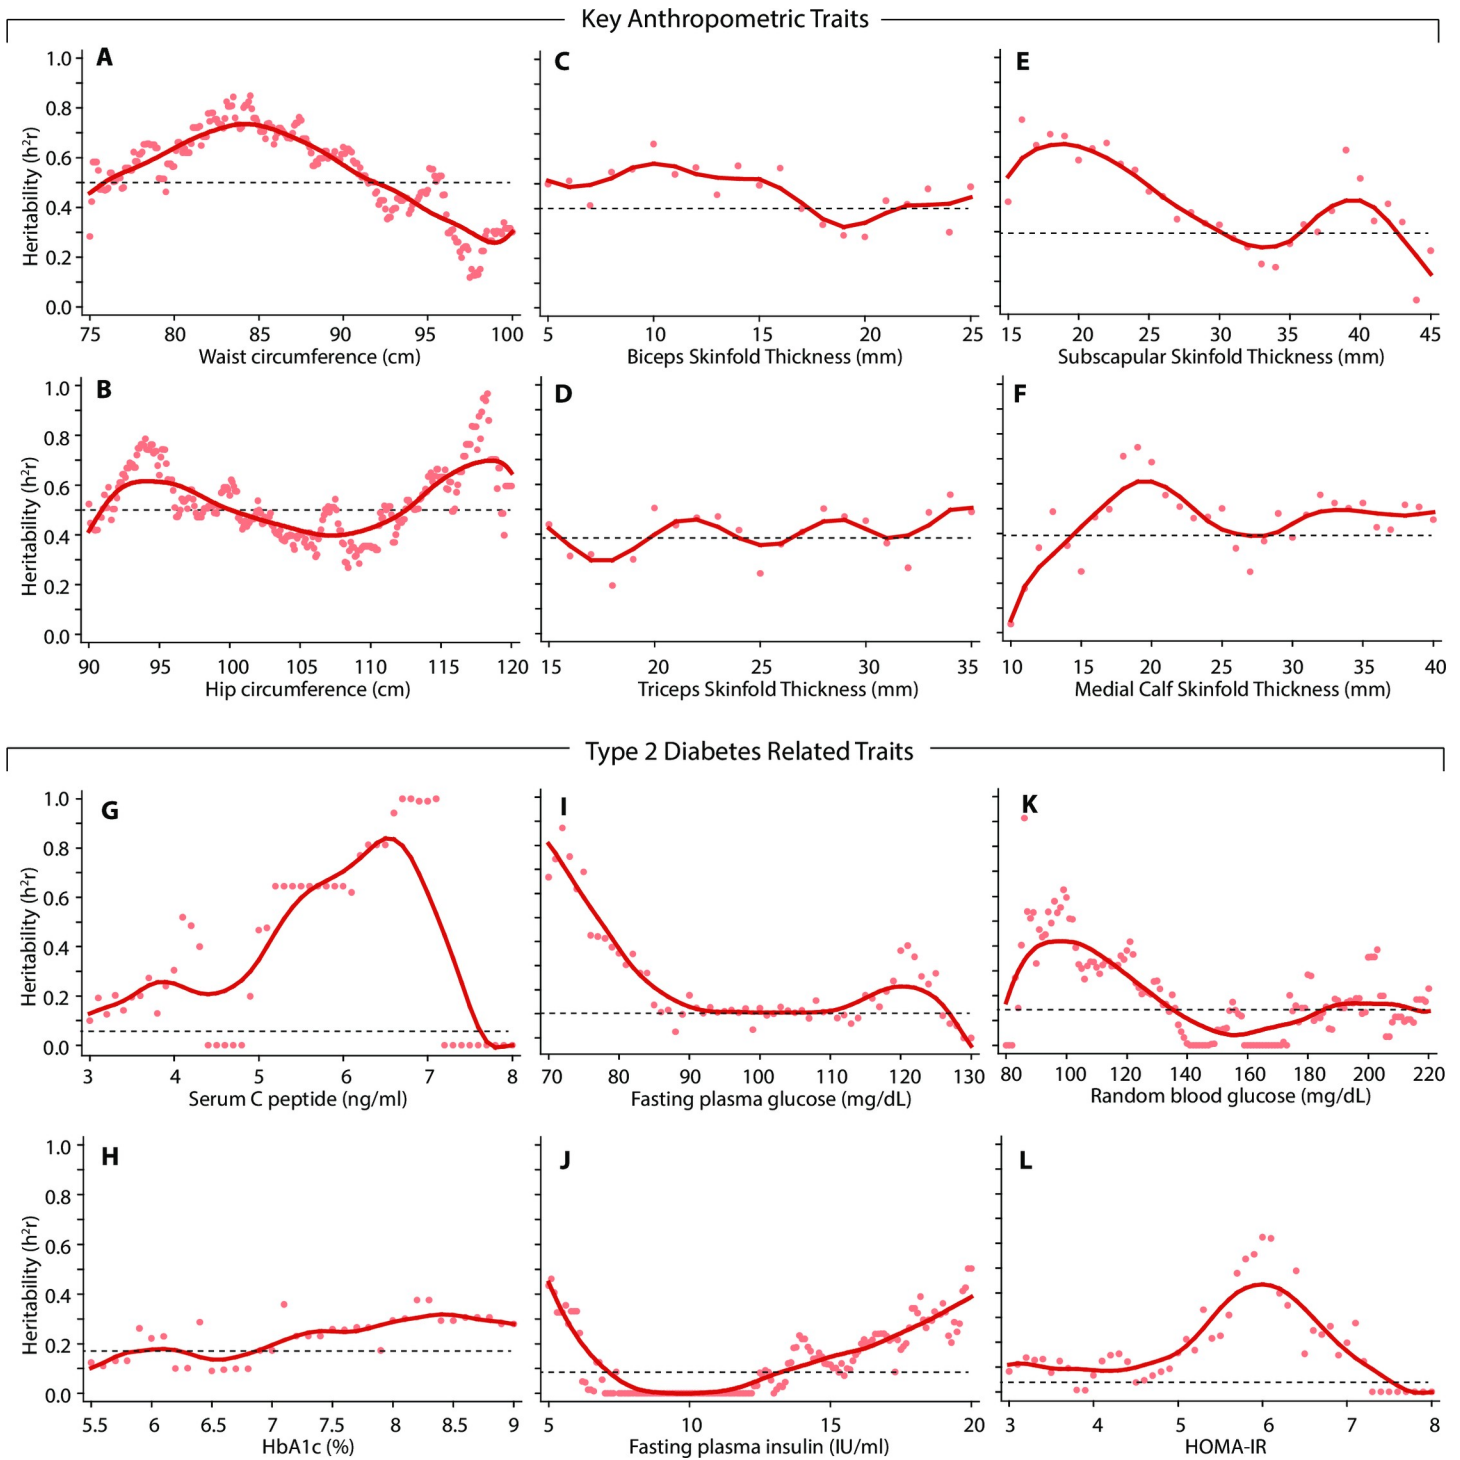 Key Anthropometric Traits
A
C
E
1.0
0.8
0.6
0.4
0.2
0.0
Heritability (h²r)
75 80 85 90 95 100
5 10 15 20 25
15 20 25 30 35 40 45
Waist circumference (cm)
Biceps Skinfold Thickness (mm)
Subscapular Skinfold Thickness (mm)
B
D
F
1.0
0.8
0.6
0.4
0.2
0.0
Heritability (h²r)
90 95 100 105 110 115 120
15 20 25 30 35
10 15 20 25 30 35 40
Hip circumference (cm)
Triceps Skinfold Thickness (mm)
Medial Calf Skinfold Thickness (mm)
Type 2 Diabetes Related Traits
G
I
K
1.0
0.8
0.6
0.4
0.2
0.0
Heritability (h²r)
3 4 5 6 7 8
70 80 90 100 110 120 130
80 100 120 140 160 180 200 220
Serum C peptide (ng/ml)
Fasting plasma glucose (mg/dL)
Random blood glucose (mg/dL)
H
J
L
1.0
0.8
0.6
0.4
0.2
0.0
Heritability (h²r)
5.5 6 6.5 7 7.5 8 8.5 9
5 10 15 20
3 4 5 6 7 8
HbA1c (%)
Fasting plasma insulin (IU/ml)
HOMA-IR